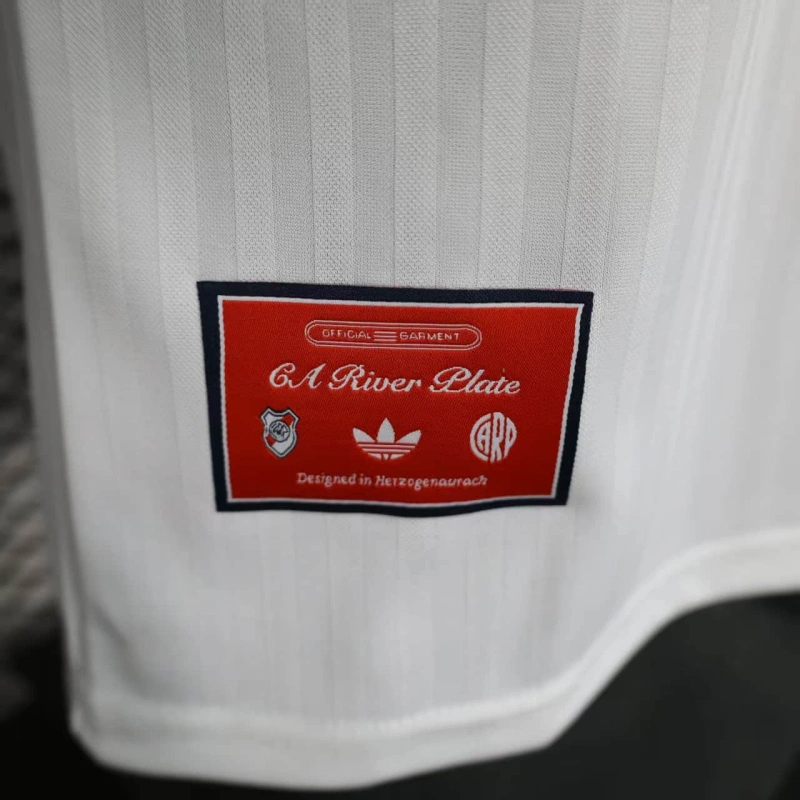 OFFICIAL GARMENT
CA River Plate
CARP
Designed in Herzogenaurach